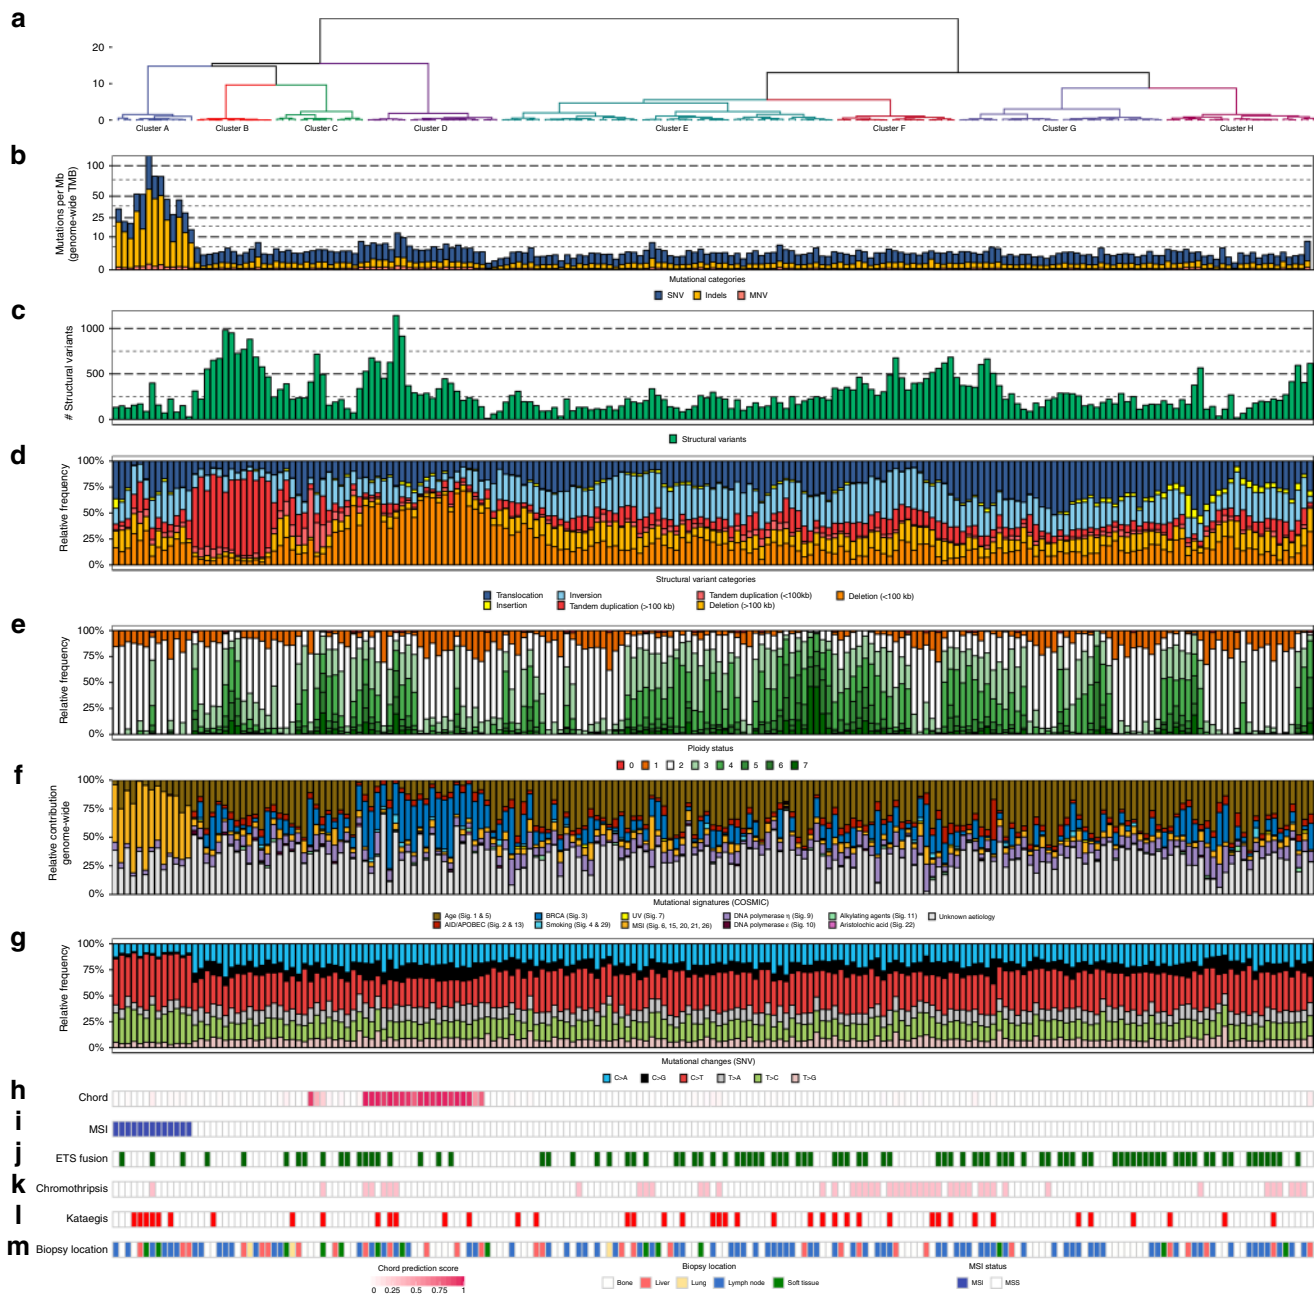 a
20
10
0
Cluster A
Cluster B
Cluster C
Cluster D
Cluster E
Cluster F
Cluster G
Cluster H
b
Mutations per Mb
(genome-wide TMB)
100
50
25
10
0
Mutational categories
SNV Indels MNV
c
# Structural variants
1000
500
0
Structural variants
d
Relative frequency
100%
75%
50%
25%
0%
Structural variant categories
Translocation Inversion Tandem duplication (<100kb) Deletion (<100 kb)
Insertion Tandem duplication (>100 kb) Deletion (>100 kb)
e
Relative frequency
100%
75%
50%
25%
0%
Ploidy status
0 1 2 3 4 5 6 7
f
Relative contribution
genome-wide
100%
75%
50%
25%
0%
Mutational signatures (COSMIC)
Age (Sig. 1 & 5) BRCA (Sig. 3) UV (Sig. 7) DNA polymerase η (Sig. 9) Alkylating agents (Sig. 11) Unknown aetiology
AID/APOBEC (Sig. 2 & 13) Smoking (Sig. 4 & 29) MSI (Sig. 6, 15, 20, 21, 26) DNA polymerase ε (Sig. 10) Aristolochic acid (Sig. 22)
g
Relative frequency
100%
75%
50%
25%
0%
Mutational changes (SNV)
C>A C>G C>T T>A T>C T>G
h
Chord
i
MSI
j
ETS fusion
k
Chromothripsis
l
Kataegis
m
Biopsy location
Chord prediction score
0 0.25 0.5 0.75 1
Biopsy location
Bone Liver Lung Lymph node Soft tissue
MSI status
MSI MSS